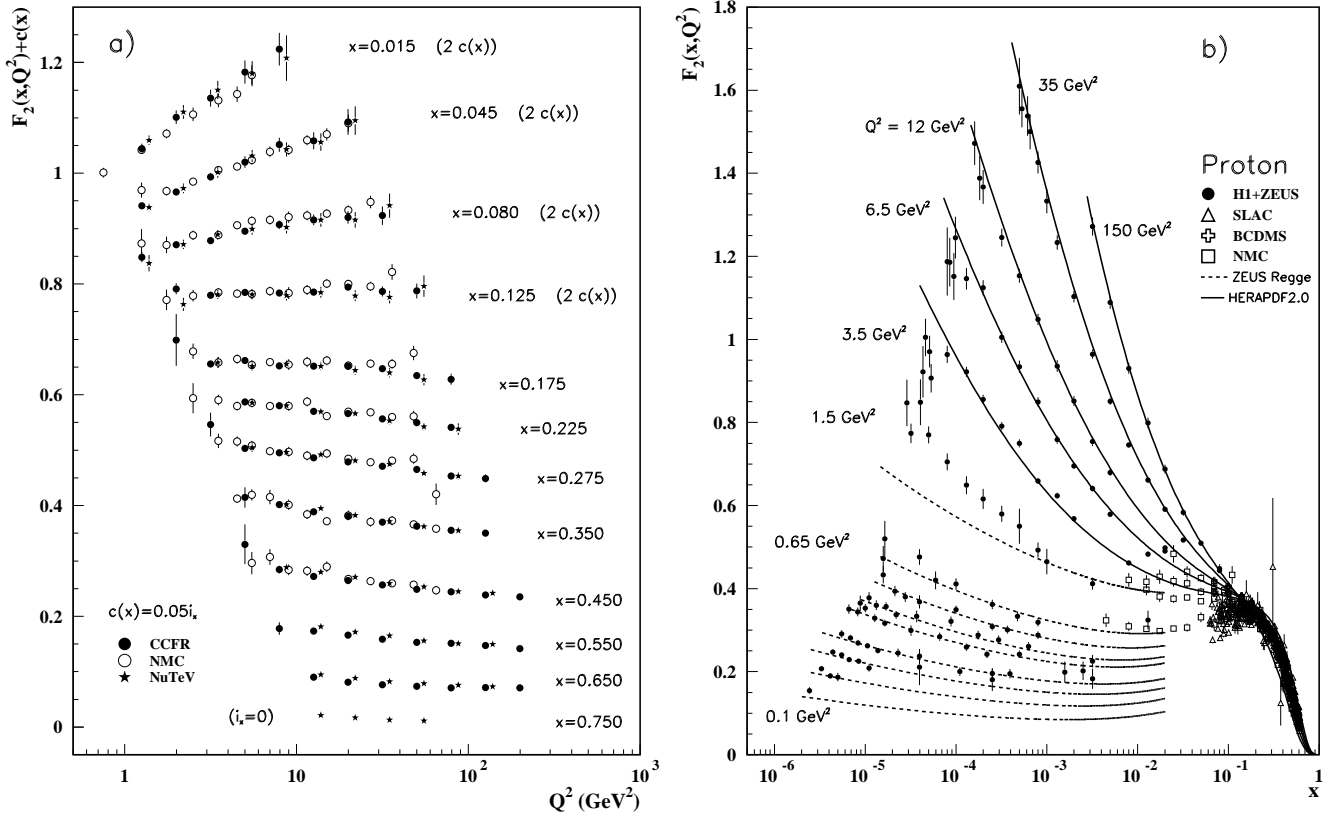 F2(x,Q²)+c(x)
a)
1.2
1
0.8
0.6
0.4
0.2
0
x=0.015 (2 c(x))
x=0.045 (2 c(x))
x=0.080 (2 c(x))
x=0.125 (2 c(x))
x=0.175
x=0.225
x=0.275
x=0.350
x=0.450
x=0.550
x=0.650
x=0.750
c(x)=0.05iₓ
CCFR
NMC
NuTeV
(iₓ=0)
1 10 10² 10³
Q² (GeV²)
F2(x,Q²)
b)
1.8
1.6
1.4
1.2
1
0.8
0.6
0.4
0.2
0
35 GeV²
Q² = 12 GeV²
6.5 GeV²
150 GeV²
3.5 GeV²
1.5 GeV²
0.65 GeV²
0.1 GeV²
Proton
H1+ZEUS
SLAC
BCDMS
NMC
ZEUS Regge
HERAPDF2.0
10⁻⁶ 10⁻⁵ 10⁻⁴ 10⁻³ 10⁻² 10⁻¹ 1
x